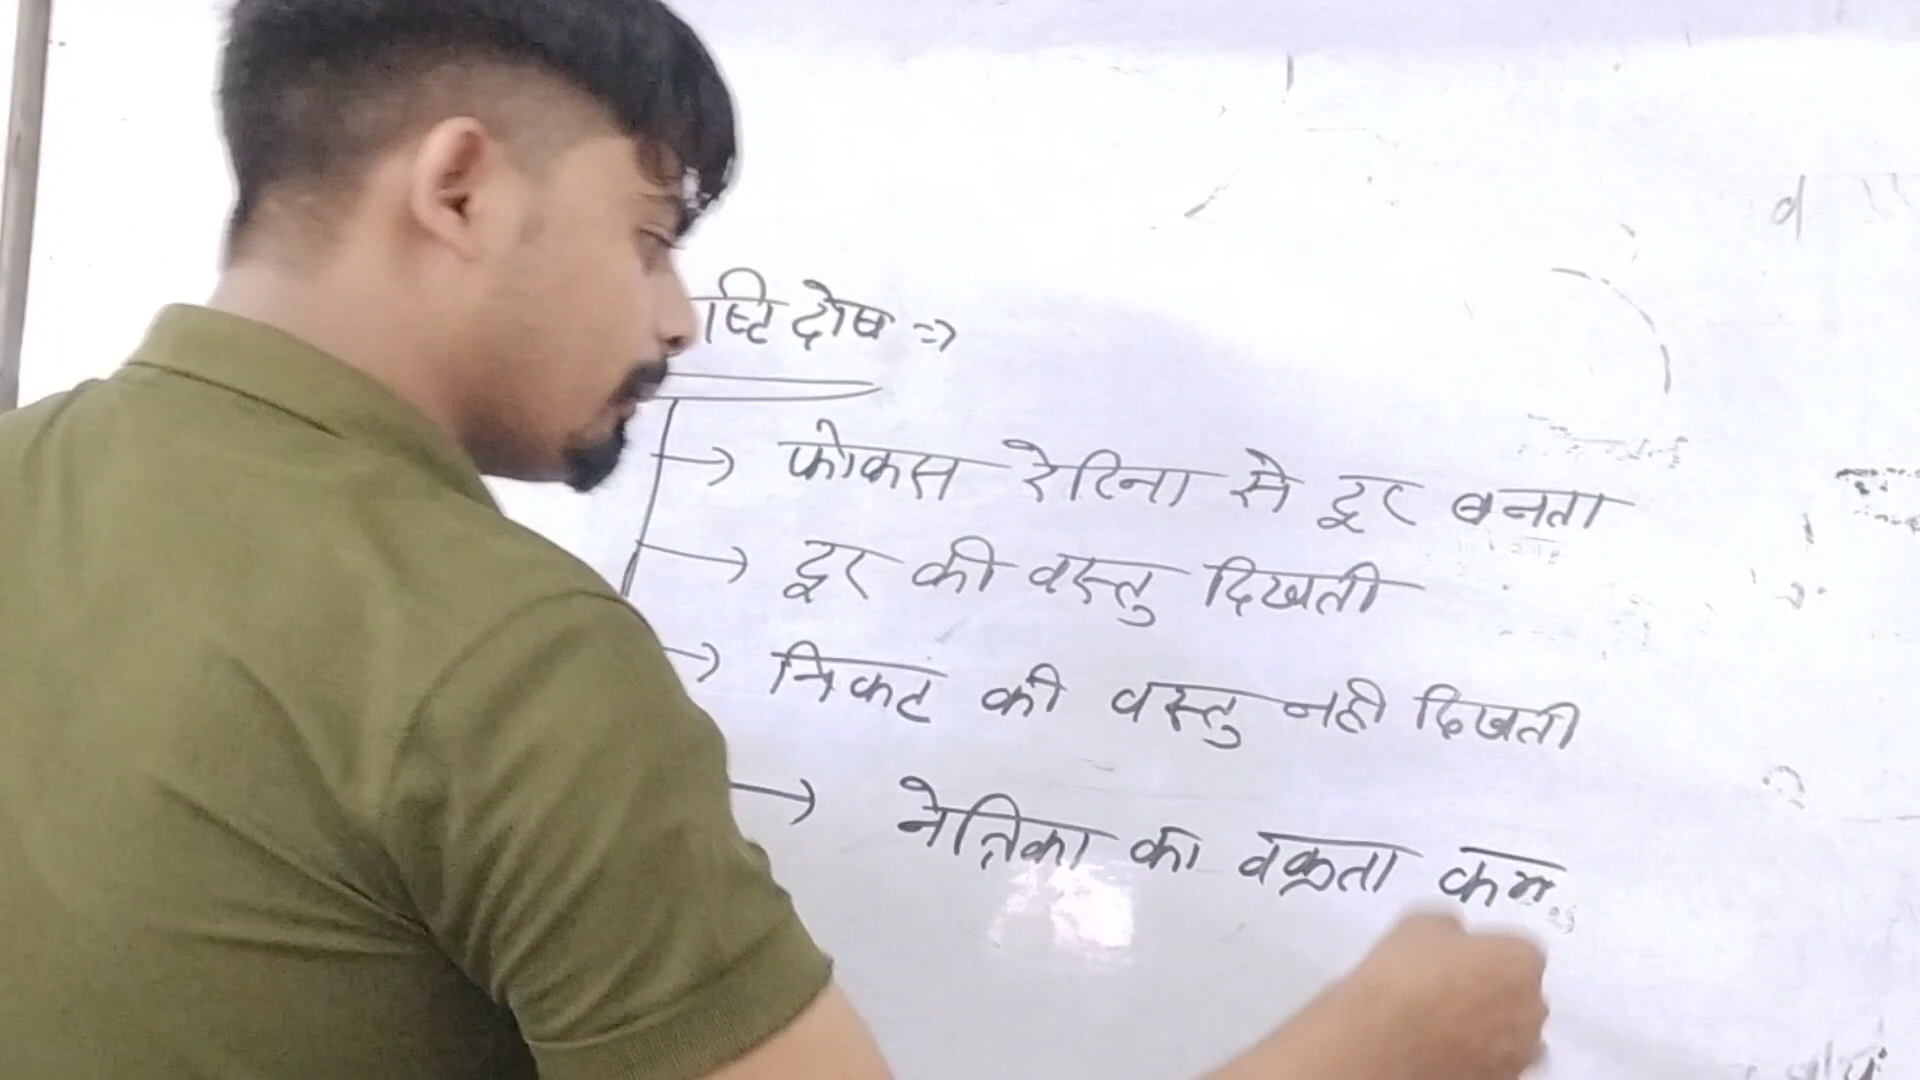 ष्टि दोष =>
→ फोकस रेटिना से दूर बनता
→ दूर की वस्तु दिखती
→ निकट की वस्तु नही दिखती
→ नेत्रिका का वक्रता कम